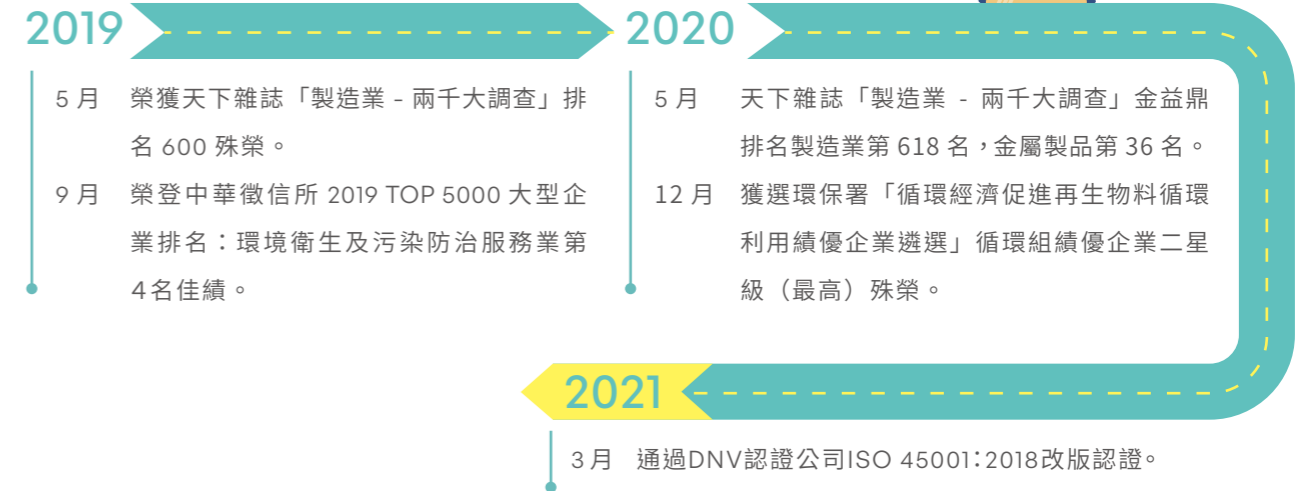 2019
5 月 榮獲天下雜誌「製造業 - 兩千大調查」排
名 600 殊榮。
9 月 榮登中華徵信所 2019 TOP 5000 大型企
業排名：環境衛生及污染防治服務業第
4名佳績。
2020
5 月 天下雜誌「製造業 - 兩千大調查」金益鼎
排名製造業第 618 名，金屬製品第 36 名。
12 月 獲選環保署「循環經濟促進再生物料循環
利用績優企業遴選」循環組績優企業二星
級（最高）殊榮。
2021
3 月 通過DNV認證公司ISO 45001：2018改版認證。